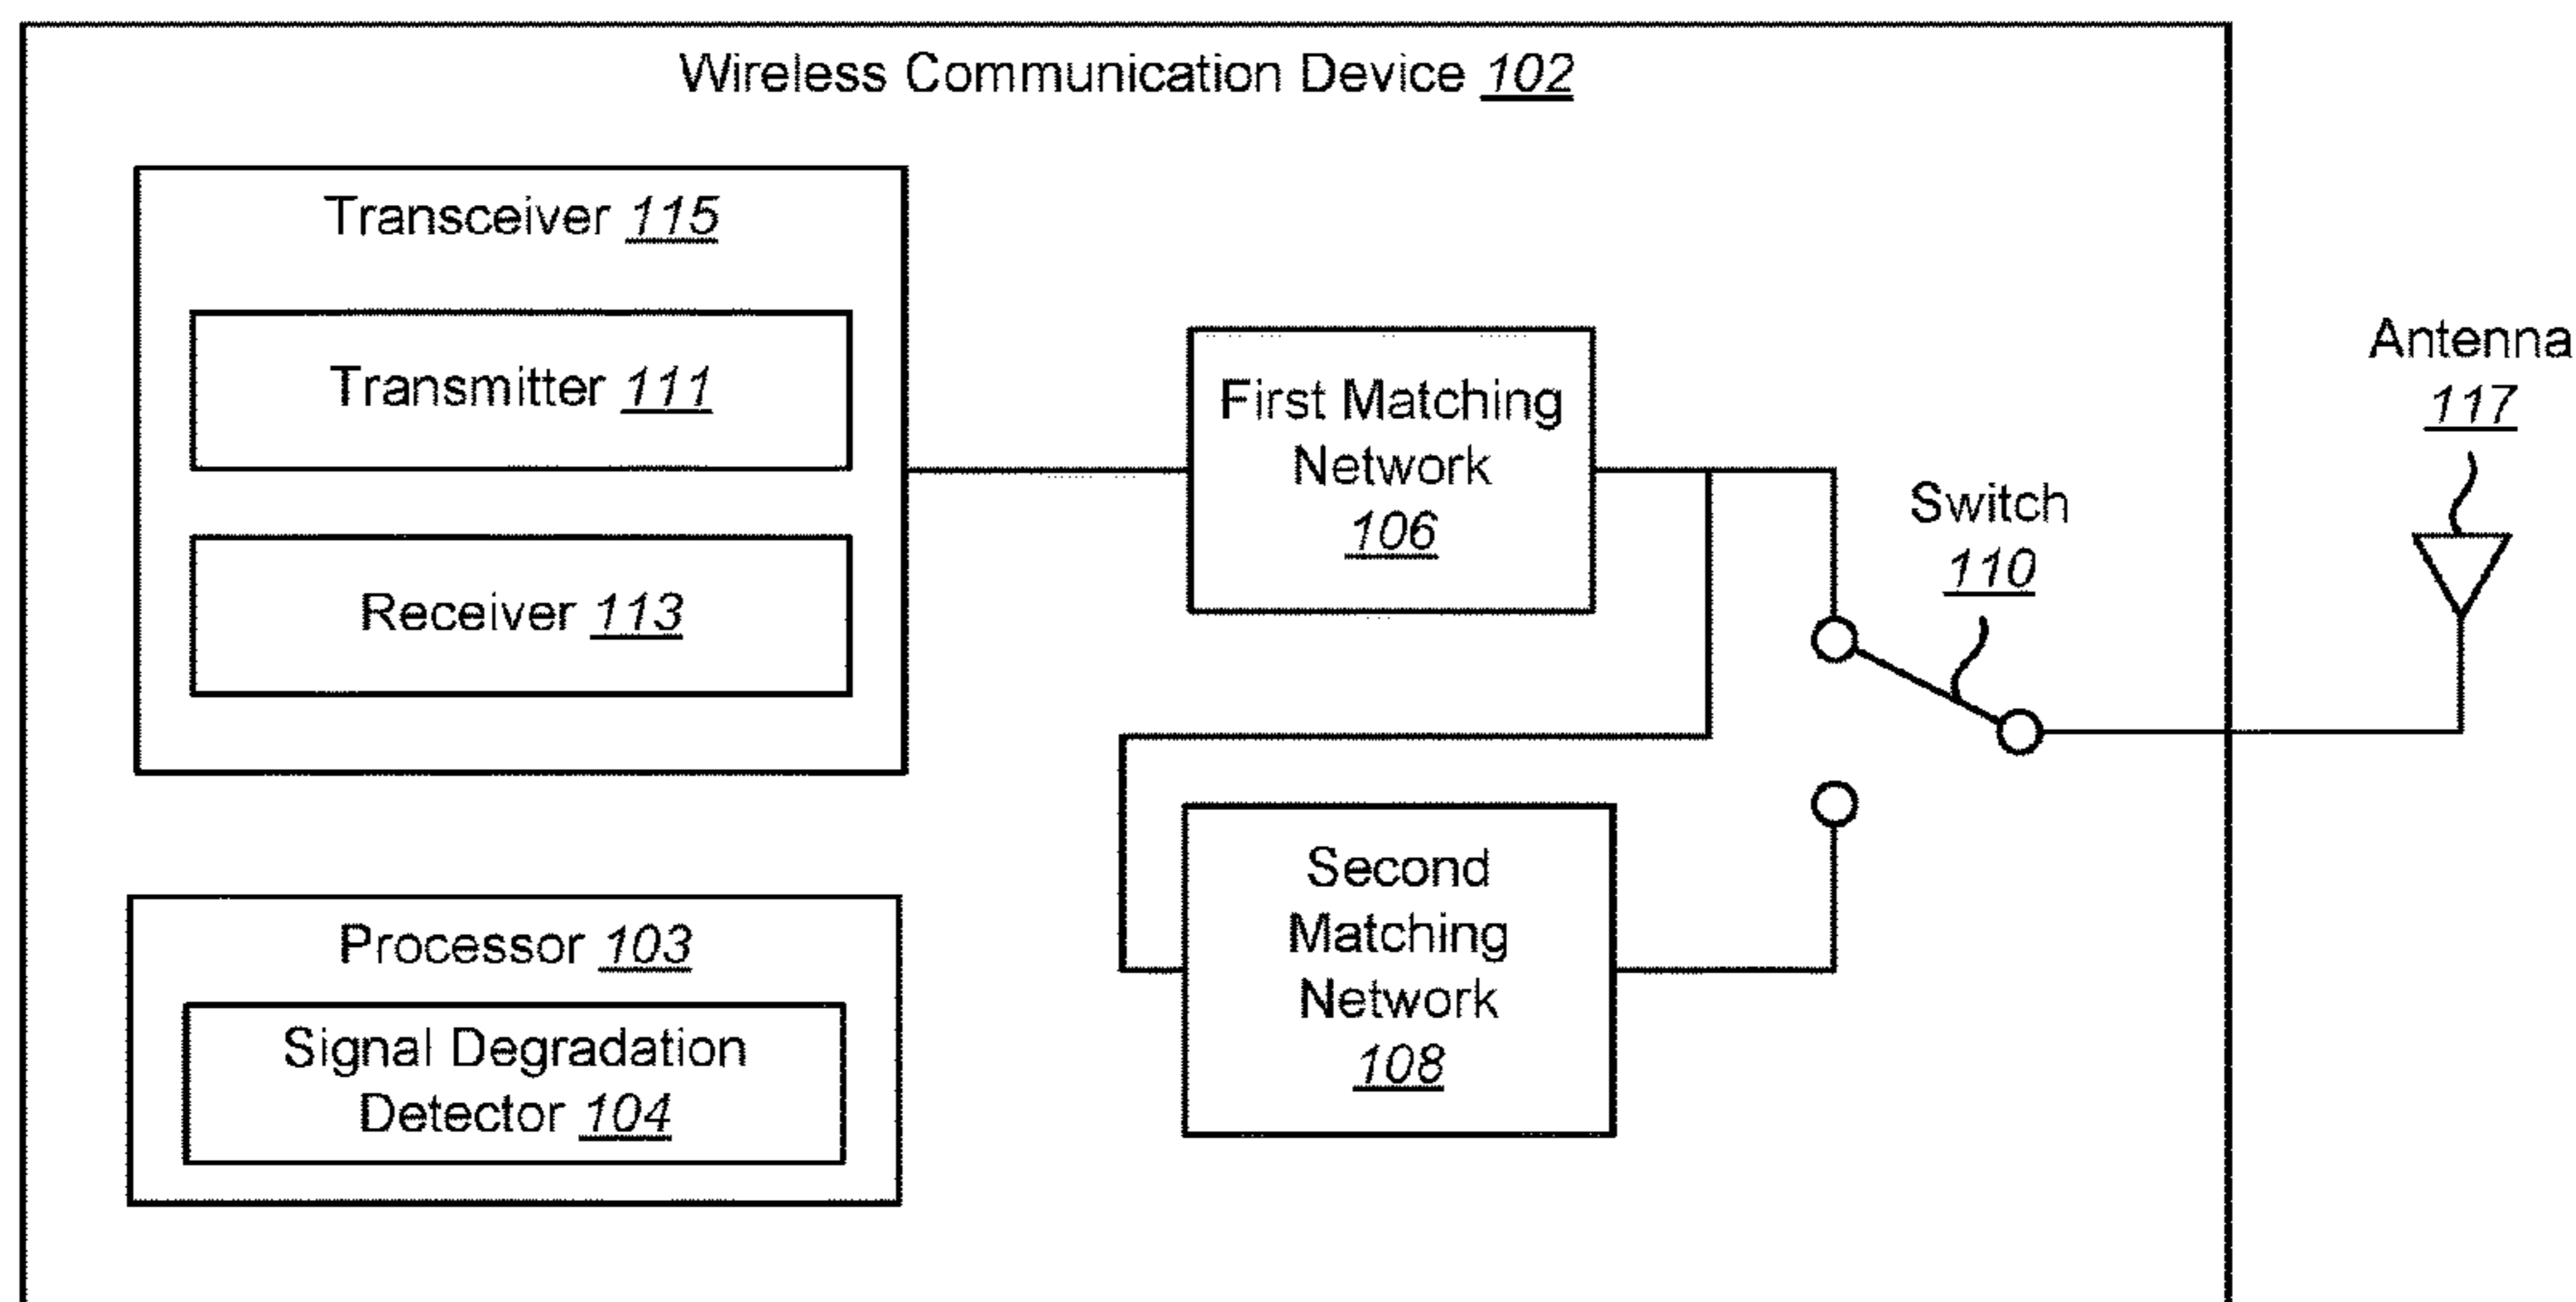 Wireless Communication Device 102
Transceiver 115
Transmitter 111
Receiver 113
First Matching
Network
106
Switch
110
Antenna
117
Second
Matching
Network
108
Processor 103
Signal Degradation
Detector 104